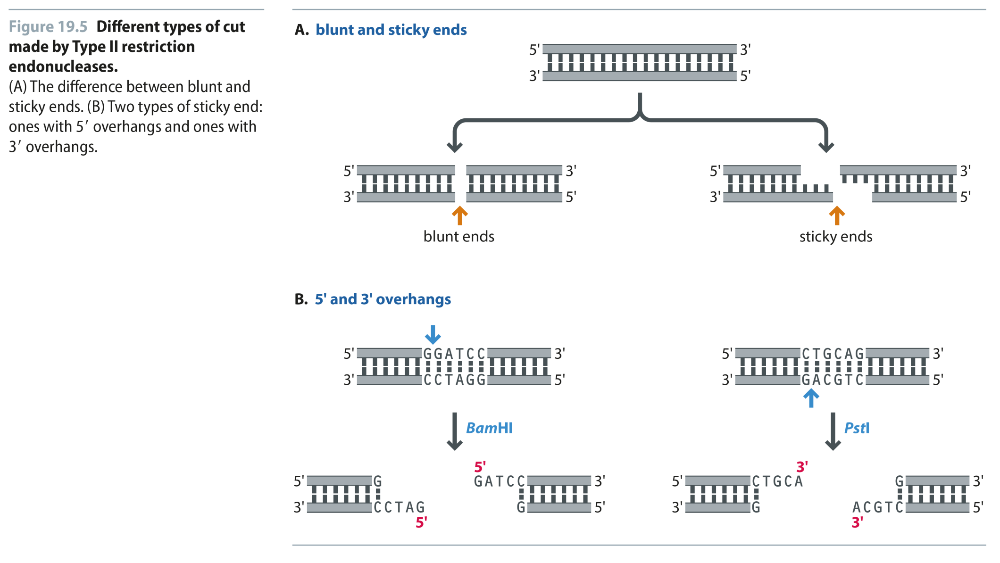 Figure 19.5 Different types of cut
made by Type II restriction
endonucleases.
(A) The difference between blunt and
sticky ends. (B) Two types of sticky end:
ones with 5′ overhangs and ones with
3′ overhangs.
A. blunt and sticky ends
5' 3'
3' 5'
5' 3' 5' 3'
3' 5' 3' 5'
blunt ends sticky ends
B. 5' and 3' overhangs
5' GGATCC 3' 5' CTGCAG 3'
3' CCTAGG 5' 3' GACGTC 5'
BamHI PstI
5' 3'
5' G GATCC 3' 5' CTGCA G 3'
3' CCTAG G 5' 3' G ACGTC 5'
5' 3'